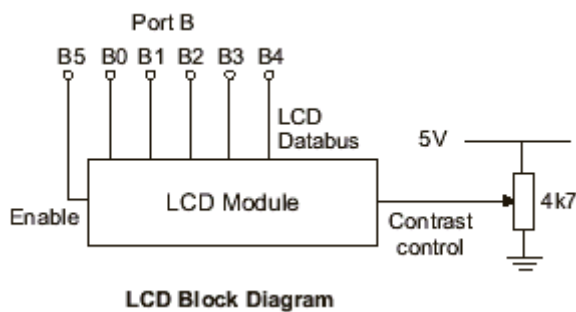 Port B
B5 B0 B1 B2 B3 B4
LCD
Databus
5V
LCD Module
4k7
Enable
Contrast
control
LCD Block Diagram